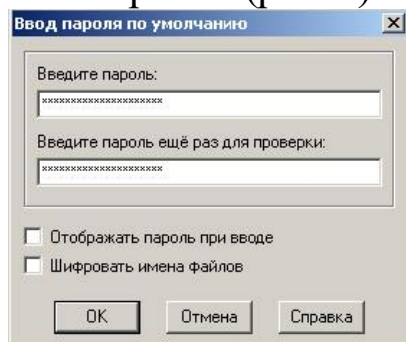 Ввод пароля по умолчанию
Введите пароль:
*********************
Введите пароль ещё раз для проверки:
*********************
Отображать пароль при вводе
Шифровать имена файлов
OK Отмена Справка